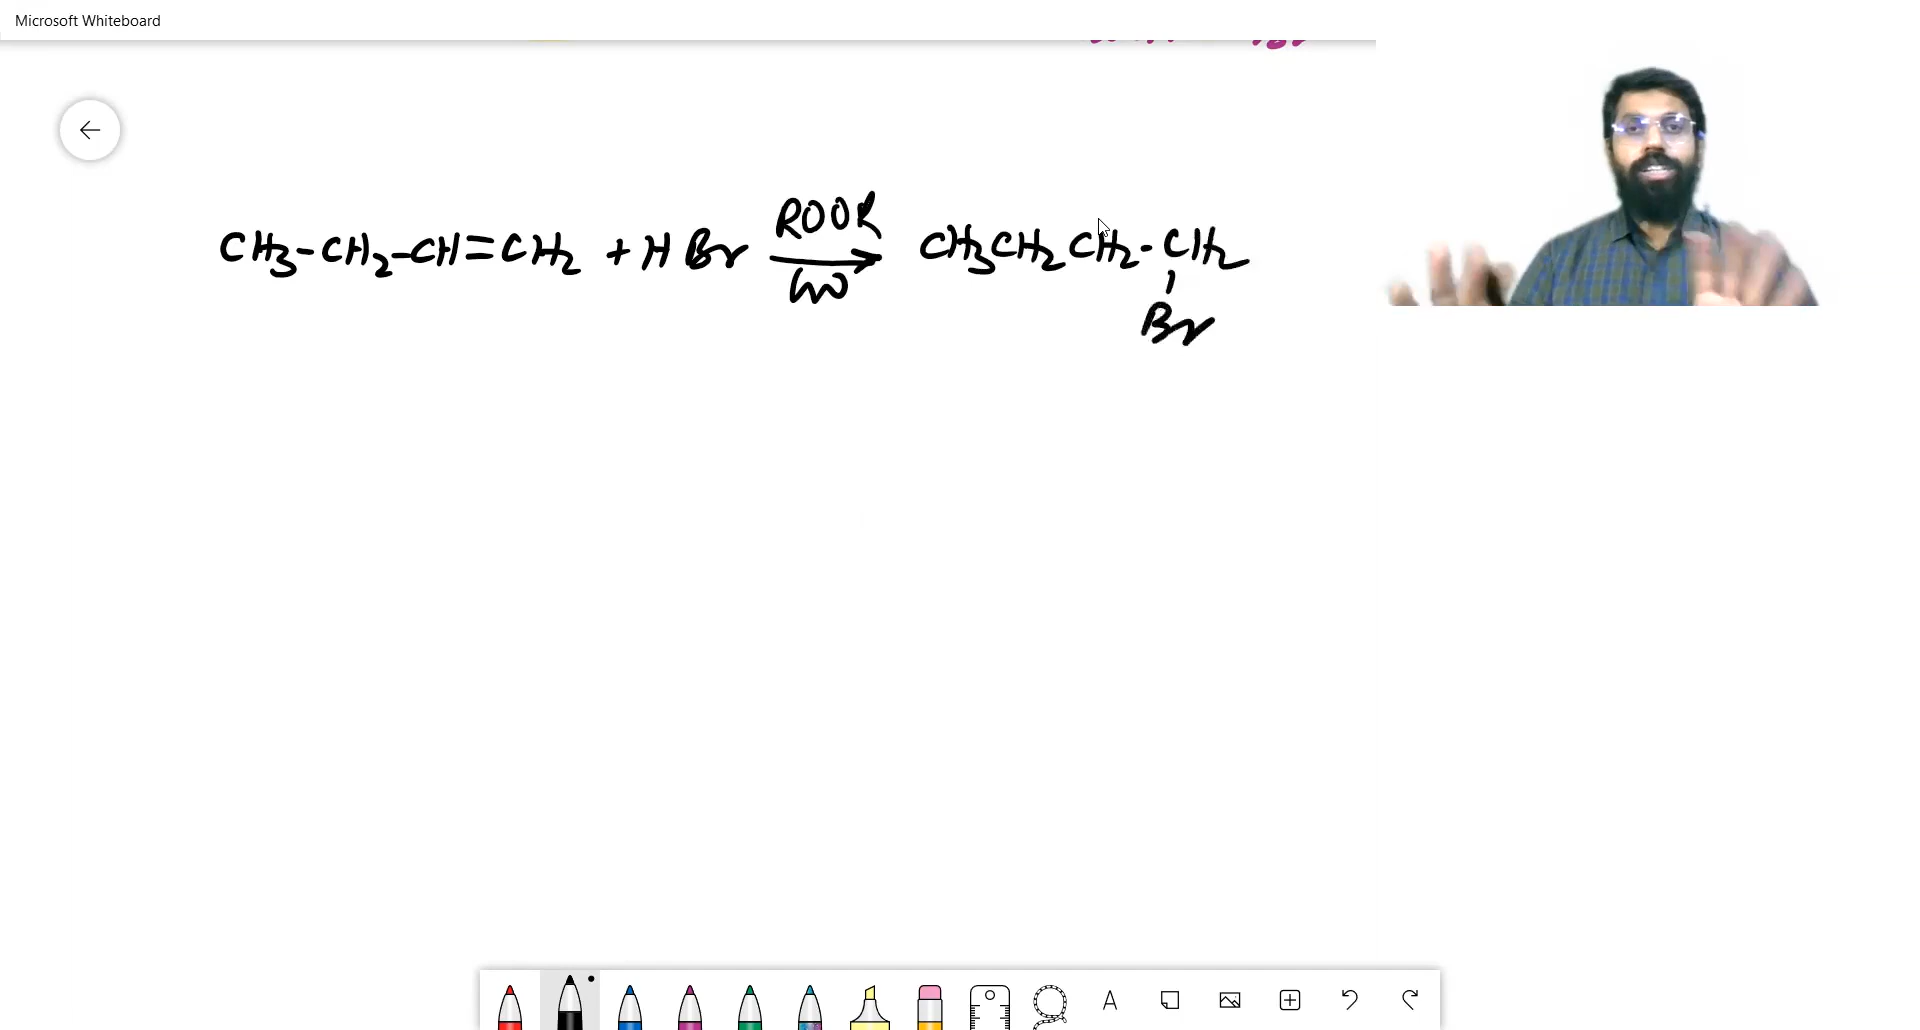 Microsoft Whiteboard
CH3-CH2-CH=CH2 + HBr ROOR hν CH3CH2CH2-CH2
Br
A